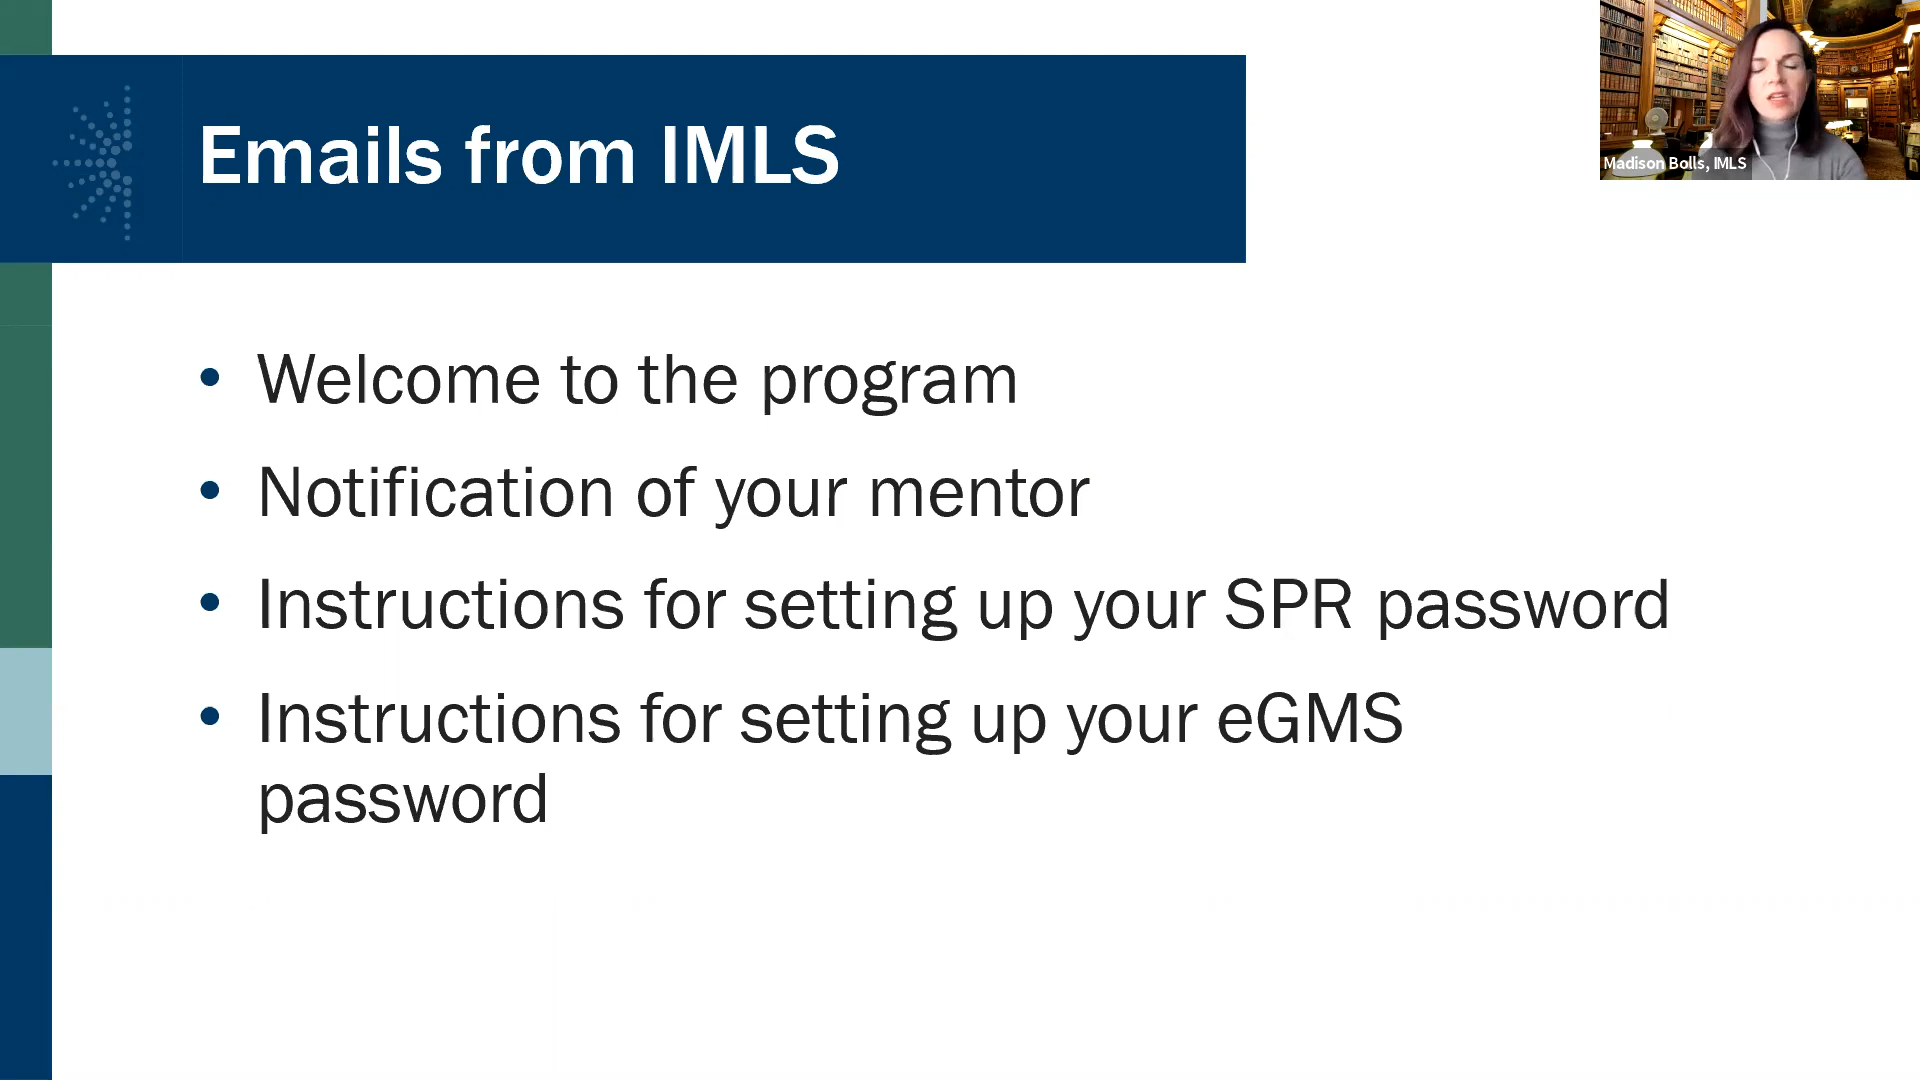 Emails from IMLS
Madison Bolls, IMLS
• Welcome to the program
• Notification of your mentor
• Instructions for setting up your SPR password
• Instructions for setting up your eGMS
password